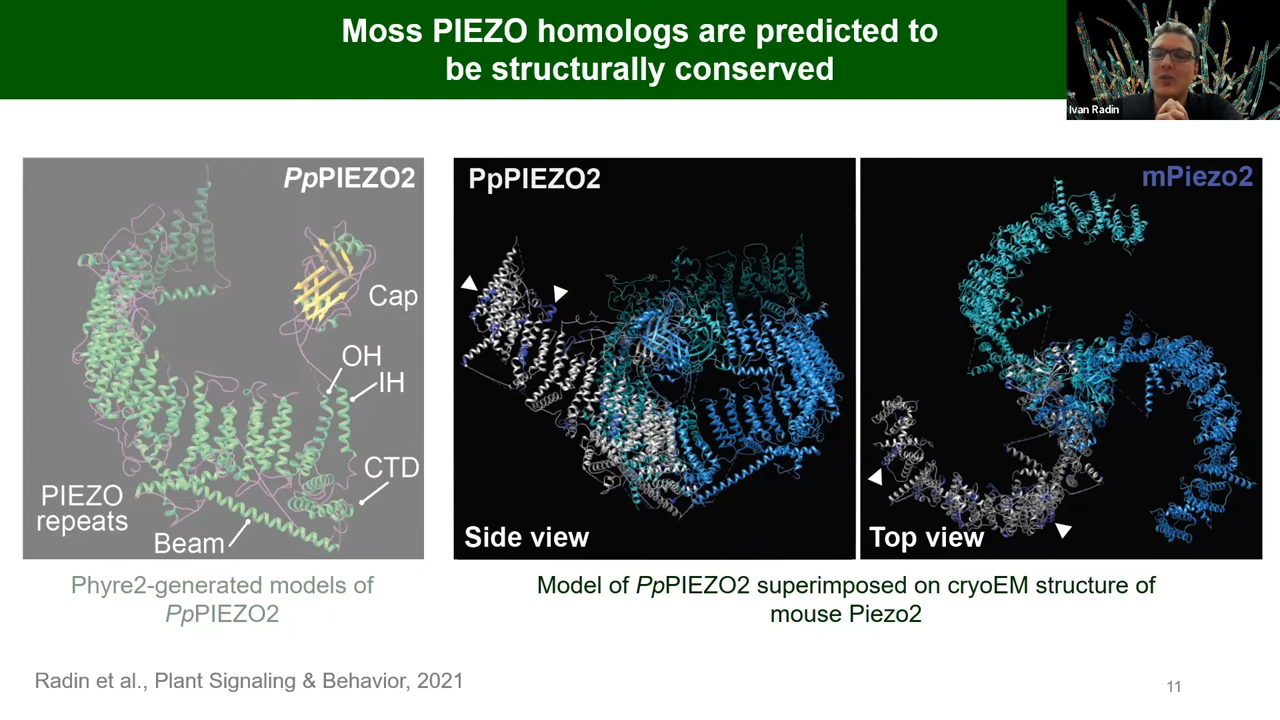 Moss PIEZO homologs are predicted to
be structurally conserved
Ivan Radin
PpPIEZO2
Cap
OH
IH
CTD
PIEZO
repeats
Beam
PpPIEZO2
Side view
mPiezo2
Top view
Phyre2-generated models of
PpPIEZO2
Model of PpPIEZO2 superimposed on cryoEM structure of
mouse Piezo2
Radin et al., Plant Signaling & Behavior, 2021
11